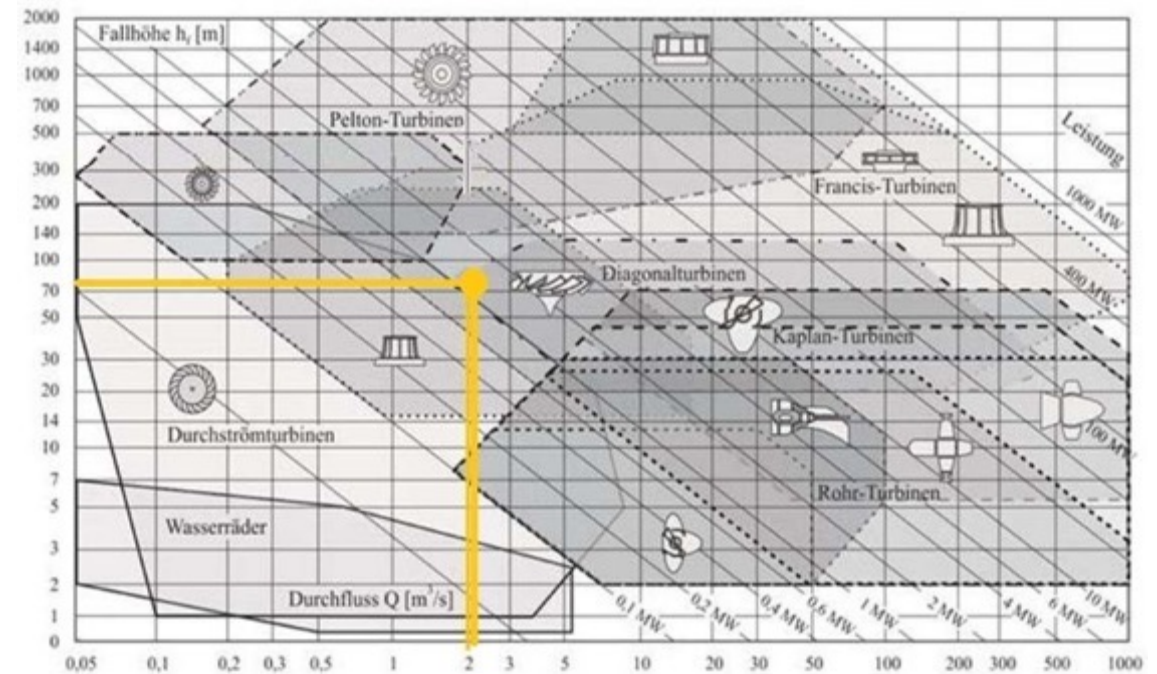 2000
Fallhöhe hf [m]
1400
1000
700
Pelton-Turbinen
500
Leistung
300
Francis-Turbinen
200
1000 MW
140
100
Diagonalturbinen
400 MW
70
50
Kaplan-Turbinen
30
20
14
Durchströmturbinen
100 MW
10
7
Rohr-Turbinen
5
Wasserräder
3
2
Durchfluss Q [m³/s]
0,1 MW
0,2 MW
0,4 MW
0,6 MW
1 MW
2 MW
4 MW
6 MW
10 MW
1
0
0,05 0,1 0,2 0,3 0,5 1 2 3 5 10 20 30 50 100 200 300 500 1000